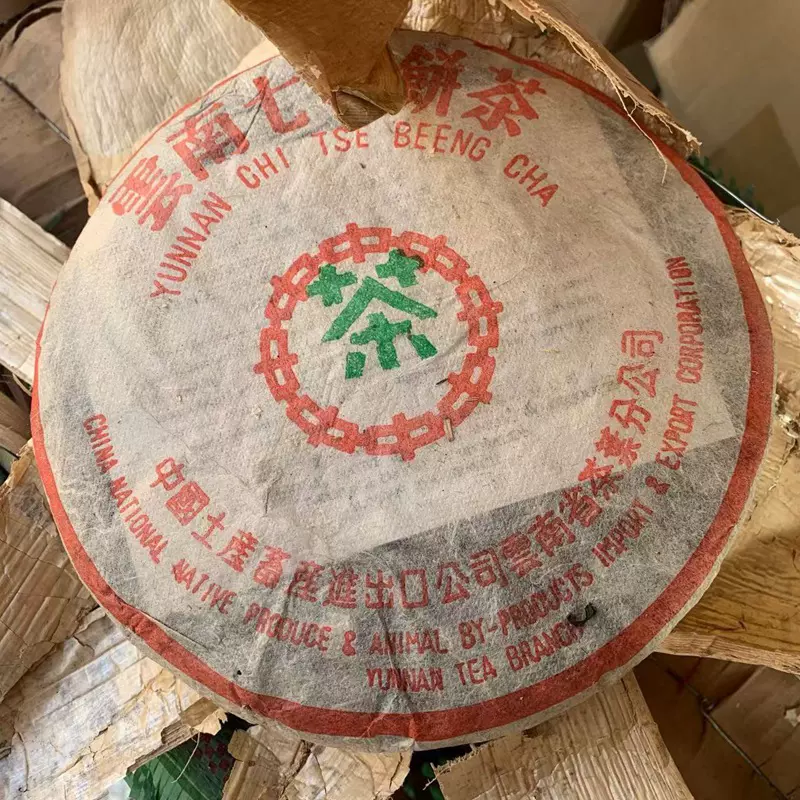 雲南七餅茶
YUNNAN CHI TSE BEENG CHA
茶
中國土產畜產進出口公司雲南省茶葉分公司
CHINA NATIONAL NATIVE PRODUCE & ANIMAL BY-PRODUCTS IMPORT & EXPORT CORPORATION
YUNNAN TEA BRANCH